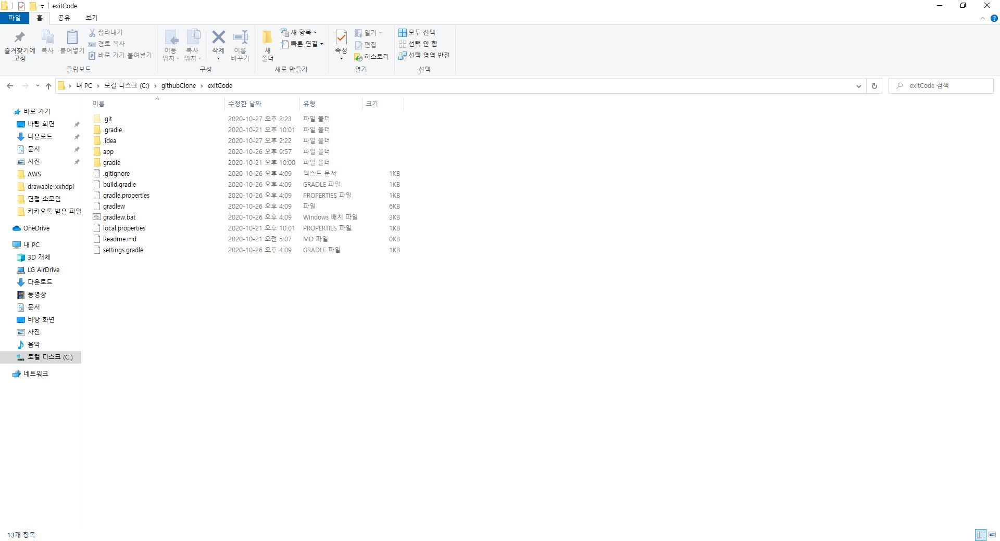 exitCode
파일 홈 공유 보기
즐겨찾기에 고정
복사
붙여넣기
잘라내기
경로 복사
바로 가기 붙여넣기
클립보드
이동 위치
복사 위치
삭제
이름 바꾸기
구성
새 폴더
새 항목
빠른 연결
새로 만들기
속성
열기
편집
히스토리
열기
모두 선택
선택 안 함
선택 영역 반전
선택
내 PC › 로컬 디스크 (C:) › githubClone › exitCode
exitCode 검색
바로 가기
바탕 화면
다운로드
문서
사진
AWS
drawable-xxhdpi
면접 소모임
카카오톡 받은 파일
OneDrive
내 PC
3D 개체
LG AirDrive
다운로드
동영상
문서
바탕 화면
사진
음악
로컬 디스크 (C:)
네트워크
이름 수정한 날짜 유형 크기
.git 2020-10-27 오후 2:23 파일 폴더
.gradle 2020-10-21 오후 10:01 파일 폴더
.idea 2020-10-27 오후 2:22 파일 폴더
app 2020-10-26 오후 9:57 파일 폴더
gradle 2020-10-21 오후 10:00 파일 폴더
.gitignore 2020-10-26 오후 4:09 텍스트 문서 1KB
build.gradle 2020-10-26 오후 4:09 GRADLE 파일 1KB
gradle.properties 2020-10-26 오후 4:09 PROPERTIES 파일 1KB
gradlew 2020-10-26 오후 4:09 파일 6KB
gradlew.bat 2020-10-26 오후 4:09 Windows 배치 파일 3KB
local.properties 2020-10-21 오후 10:01 PROPERTIES 파일 1KB
Readme.md 2020-10-21 오전 5:07 MD 파일 0KB
settings.gradle 2020-10-26 오후 4:09 GRADLE 파일 1KB
13개 항목